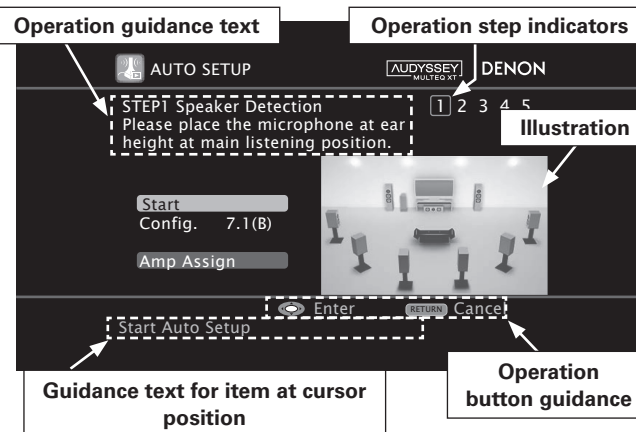 Operation guidance text
Operation step indicators
AUTO SETUP
AUDYSSEY
MULTEQ XT
DENON
STEP1 Speaker Detection
Please place the microphone at ear
height at main listening position.
1 2 3 4 5
Illustration
Start
Config. 7.1(B)
Amp Assign
Enter
RETURN Cancel
Start Auto Setup
Guidance text for item at cursor
position
Operation
button guidance